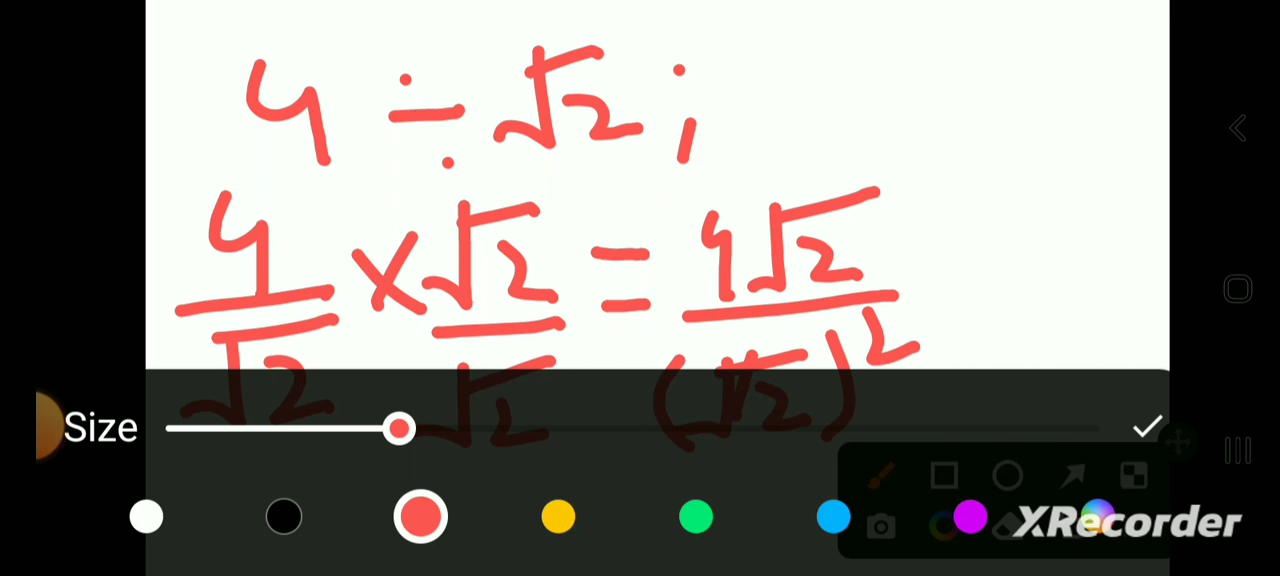 4 ÷ √2 ;
4/√2 × √2/√2 = 4√2/(√2)²
Size
XRecorder